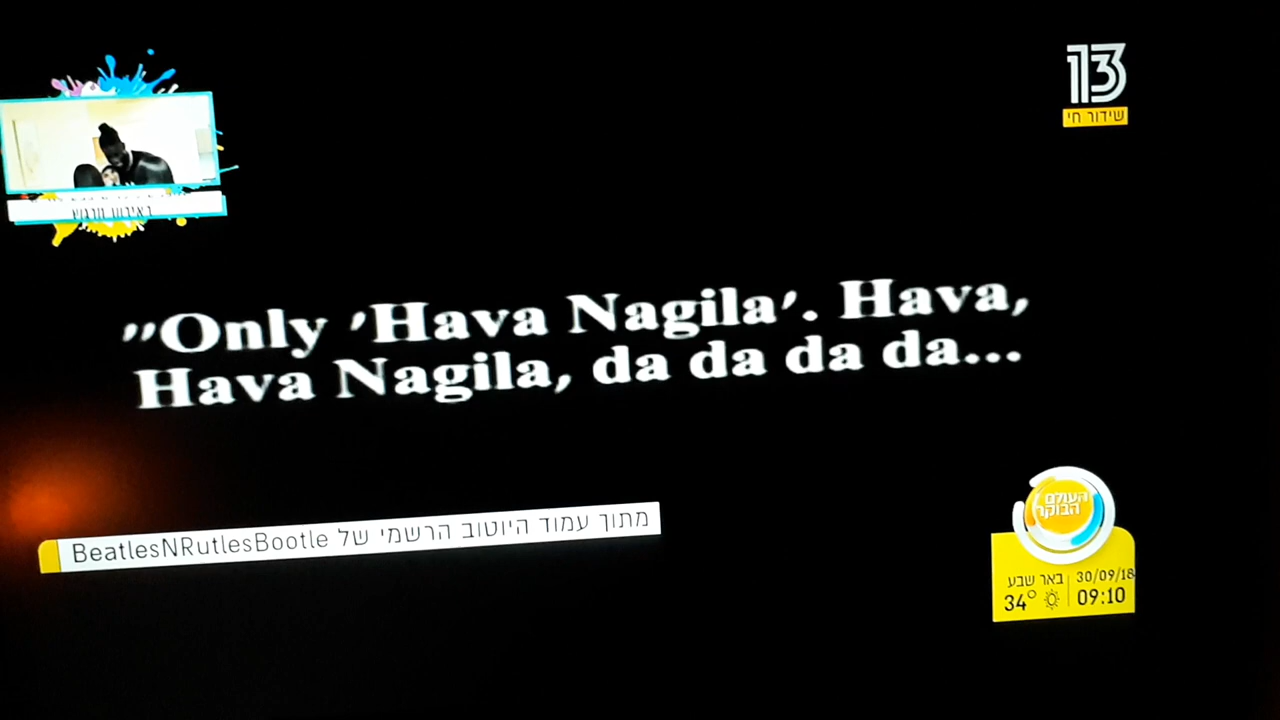 13
שידור חי
"Only 'Hava Nagila'. Hava,
Hava Nagila, da da da da...
מתוך עמוד היוטוב הרשמי של BeatlesNRutlesBootle
העולם
הבוקר
באר שבע 30/09/18
34° 09:10